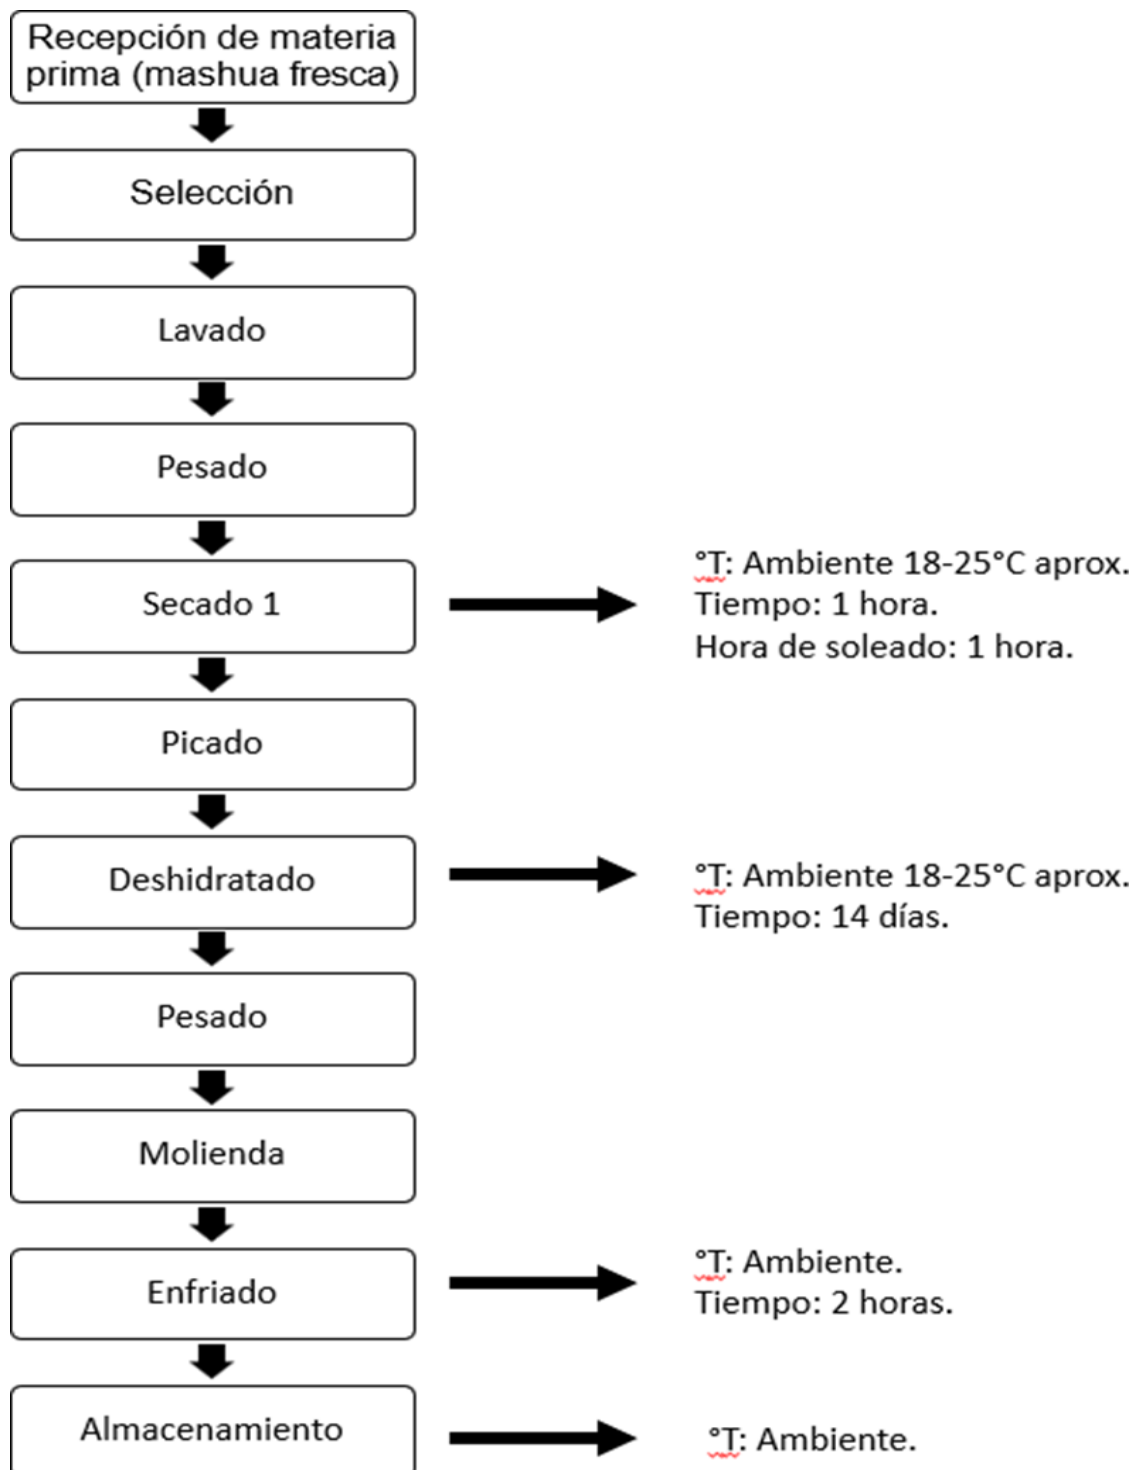 Recepción de materia
prima (mashua fresca)
Selección
Lavado
Pesado
Secado 1
°T: Ambiente 18-25°C aprox.
Tiempo: 1 hora.
Hora de soleado: 1 hora.
Picado
Deshidratado
°T: Ambiente 18-25°C aprox.
Tiempo: 14 días.
Pesado
Molienda
Enfriado
°T: Ambiente.
Tiempo: 2 horas.
Almacenamiento
°T: Ambiente.